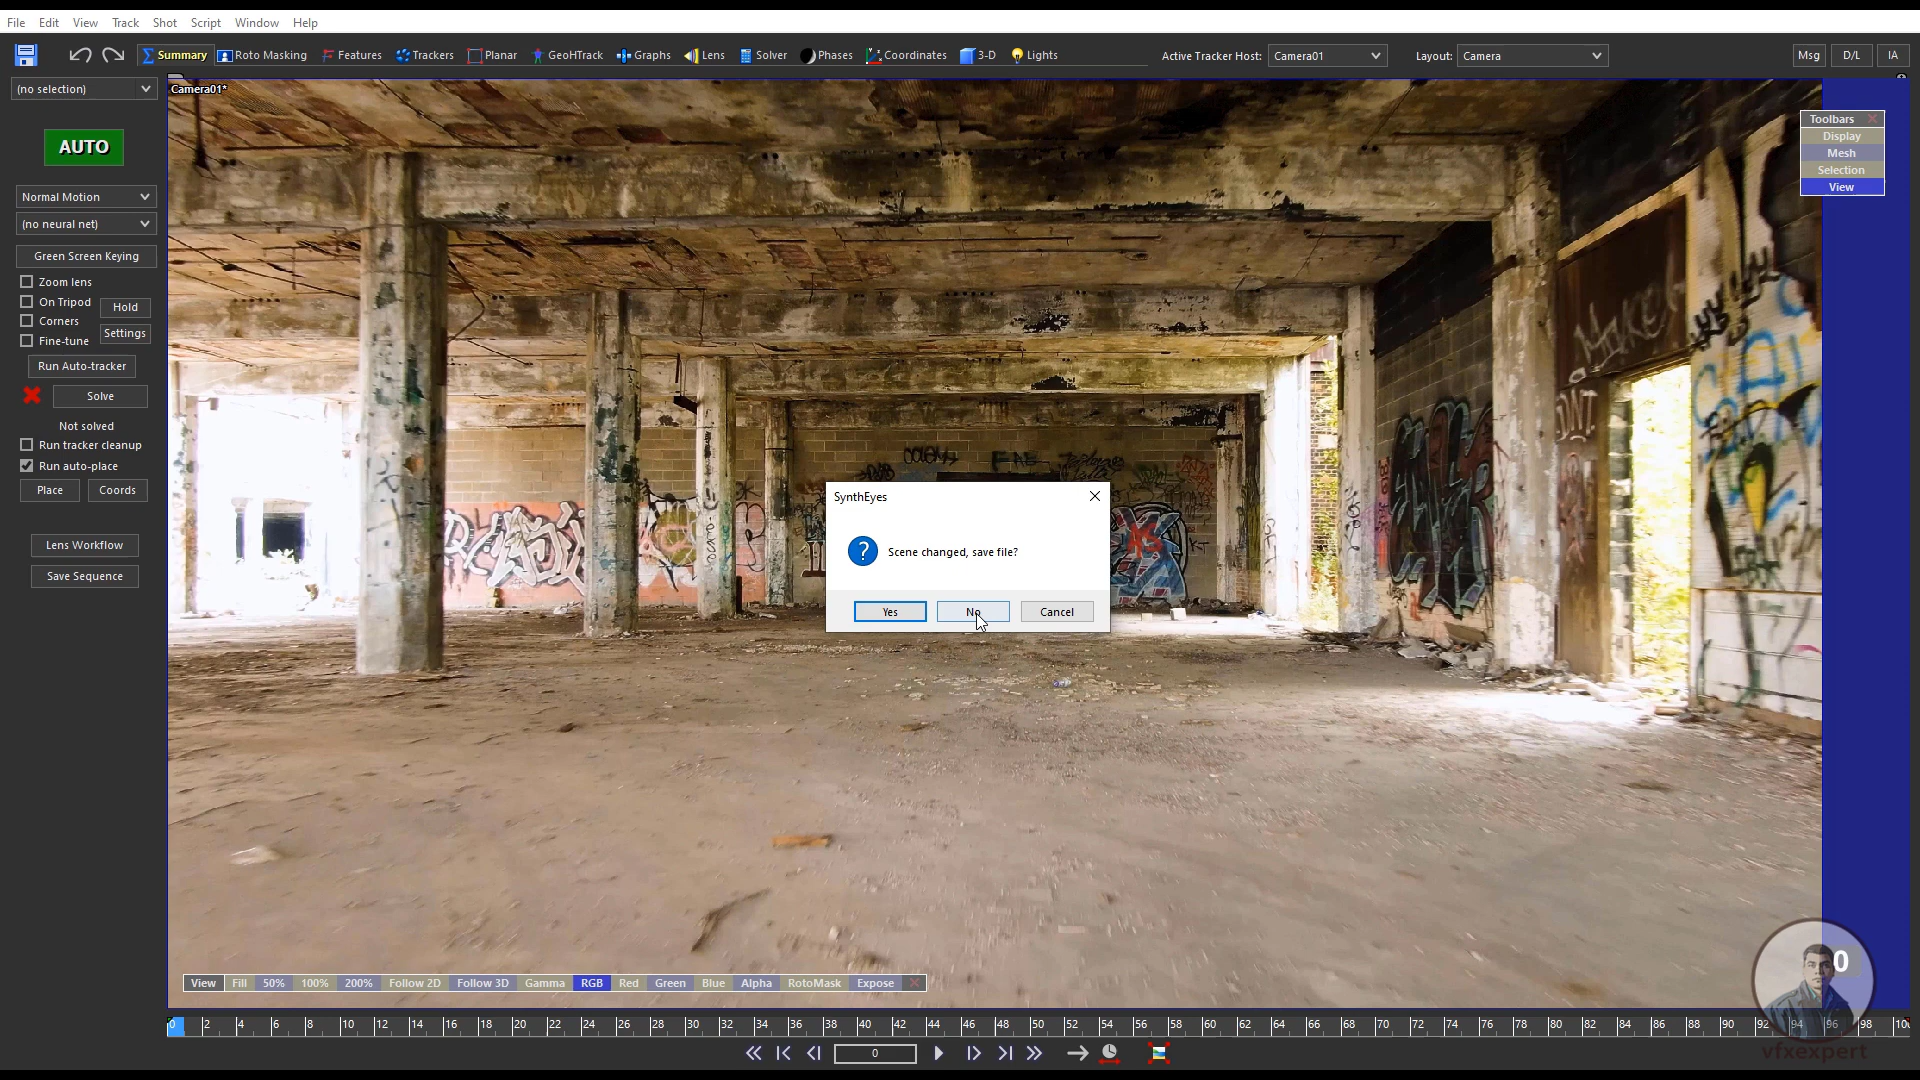 File Edit View Track Shot Script Window Help
Summary Roto Masking Features Trackers Planar GeoHTrack Graphs Lens Solver Phases Coordinates 3-D Lights Active Tracker Host: Camera01 Layout: Camera Msg D/L IA
(no selection)
Camera01*
Toolbars
Display
Mesh
Selection
View
AUTO
Normal Motion
(no neural net)
Green Screen Keying
Zoom lens
On Tripod Hold
Corners
Settings
Fine-tune
Run Auto-tracker
Solve
Not solved
Run tracker cleanup
Run auto-place
Place Coords
Lens Workflow
Save Sequence
SynthEyes
Scene changed, save file?
Yes No Cancel
0
View Fill 50% 100% 200% Follow 2D Follow 3D Gamma RGB Red Green Blue Alpha RotoMask Expose
0 2 4 6 8 10 12 14 16 18 20 22 24 26 28 30 32 34 36 38 40 42 44 46 48 50 52 54 56 58 60 62 64 66 68 70 72 74 76 78 80 82 84 86 88 90 92 94 96 98 100
0
vfxexpert